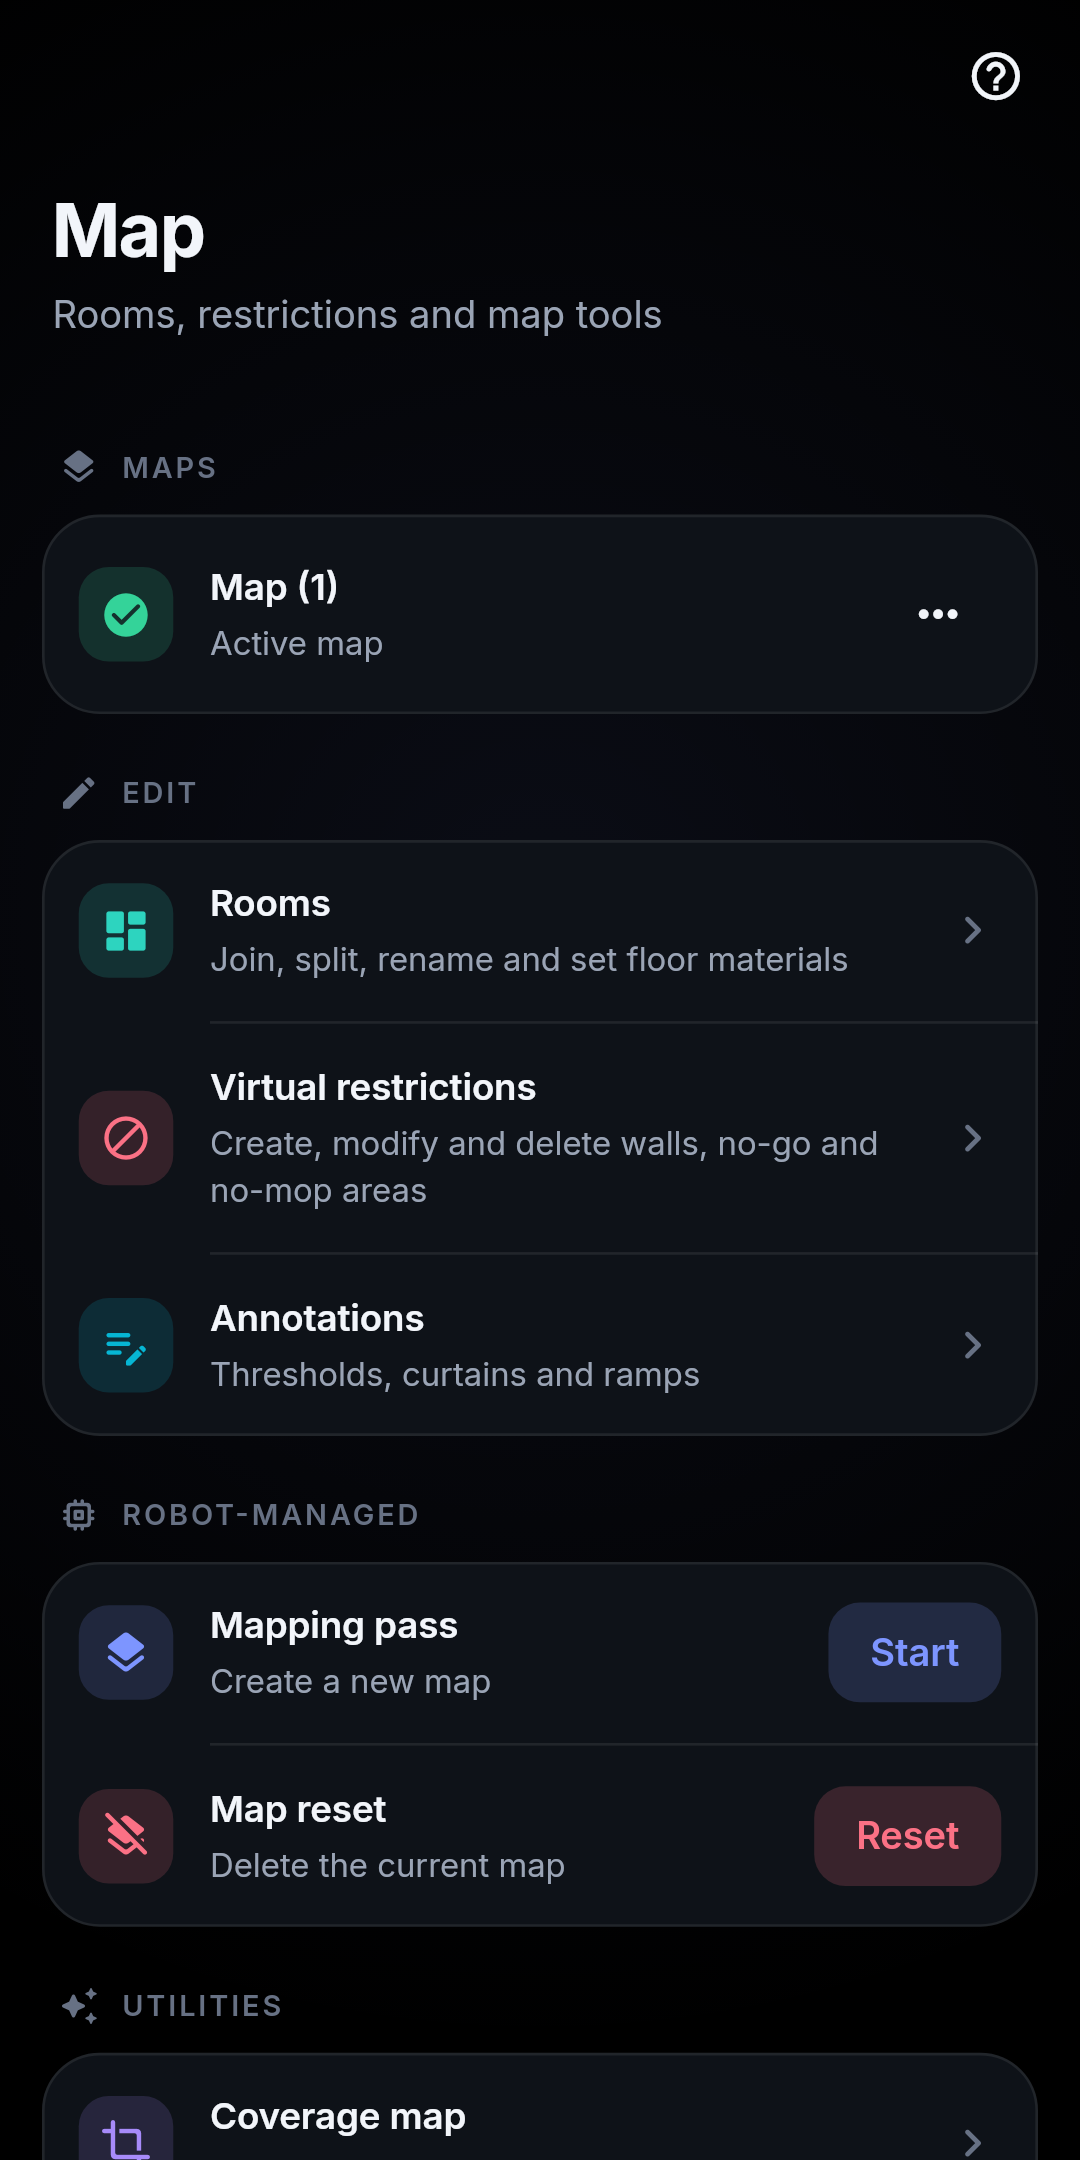 Map
Rooms, restrictions and map tools
MAPS
Map (1)
Active map
EDIT
Rooms
Join, split, rename and set floor materials
Virtual restrictions
Create, modify and delete walls, no-go and
no-mop areas
Annotations
Thresholds, curtains and ramps
ROBOT-MANAGED
Mapping pass
Create a new map
Start
Map reset
Delete the current map
Reset
UTILITIES
Coverage map